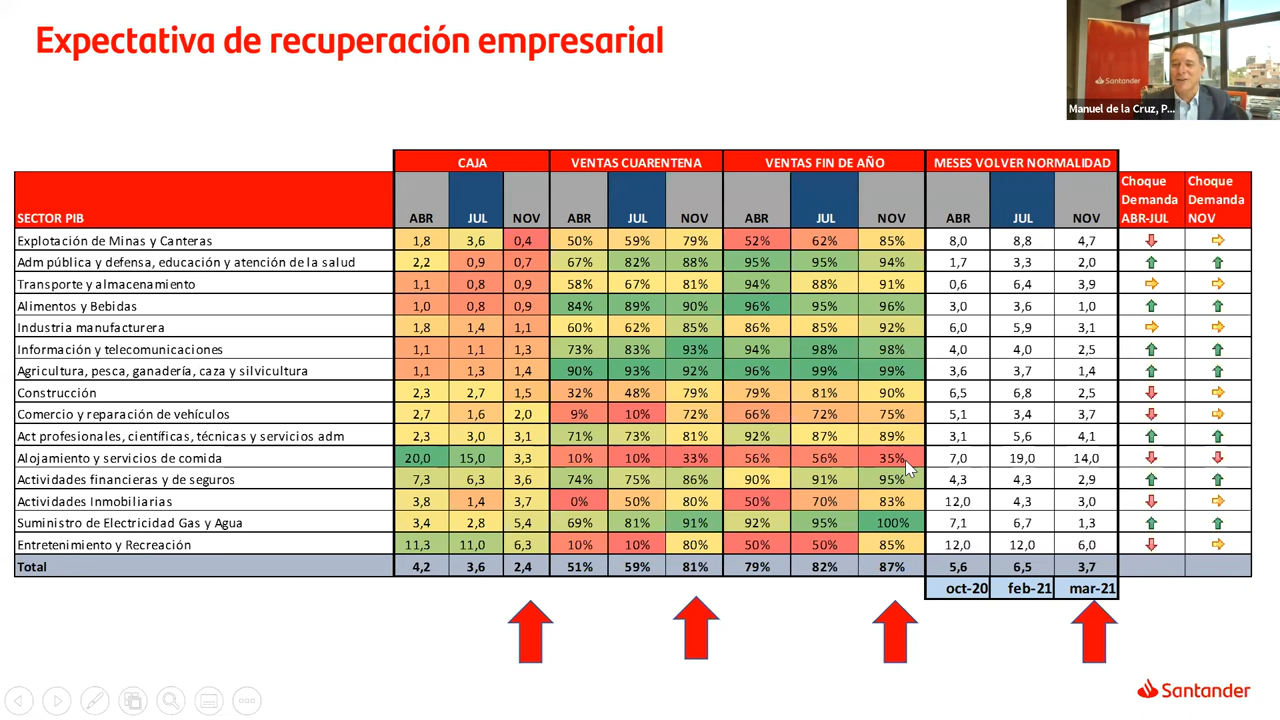 Expectativa de recuperación empresarial
Santander
Manuel de la Cruz, P...
CAJA VENTAS CUARENTENA VENTAS FIN DE AÑO MESES VOLVER NORMALIDAD
SECTOR PIB ABR JUL NOV ABR JUL NOV ABR JUL NOV ABR JUL NOV Choque Demanda ABR-JUL Choque Demanda NOV
Explotación de Minas y Canteras 1,8 3,6 0,4 50% 59% 79% 52% 62% 85% 8,0 8,8 4,7
Adm pública y defensa, educación y atención de la salud 2,2 0,9 0,7 67% 82% 88% 95% 95% 94% 1,7 3,3 2,0
Transporte y almacenamiento 1,1 0,8 0,9 58% 67% 81% 94% 88% 91% 0,6 6,4 3,9
Alimentos y Bebidas 1,0 0,8 0,9 84% 89% 90% 96% 95% 96% 3,0 3,6 1,0
Industria manufacturera 1,8 1,4 1,1 60% 62% 85% 86% 85% 92% 6,0 5,9 3,1
Información y telecomunicaciones 1,1 1,1 1,3 73% 83% 93% 94% 98% 98% 4,0 4,0 2,5
Agricultura, pesca, ganadería, caza y silvicultura 1,1 1,3 1,4 90% 93% 92% 96% 99% 99% 3,6 3,7 1,4
Construcción 2,3 2,7 1,5 32% 48% 79% 79% 81% 90% 6,5 6,8 2,5
Comercio y reparación de vehículos 2,7 1,6 2,0 9% 10% 72% 66% 72% 75% 5,1 3,4 3,7
Act profesionales, científicas, técnicas y servicios adm 2,3 3,0 3,1 71% 73% 81% 92% 87% 89% 3,1 5,6 4,1
Alojamiento y servicios de comida 20,0 15,0 3,3 10% 10% 33% 56% 56% 35% 7,0 19,0 14,0
Actividades financieras y de seguros 7,3 6,3 3,6 74% 75% 86% 90% 91% 95% 4,3 4,3 2,9
Actividades Inmobiliarias 3,8 1,4 3,7 0% 50% 80% 50% 70% 83% 12,0 4,3 3,0
Suministro de Electricidad Gas y Agua 3,4 2,8 5,4 69% 81% 91% 92% 95% 100% 7,1 6,7 1,3
Entretenimiento y Recreación 11,3 11,0 6,3 10% 10% 80% 50% 50% 85% 12,0 12,0 6,0
Total 4,2 3,6 2,4 51% 59% 81% 79% 82% 87% 5,6 6,5 3,7
oct-20 feb-21 mar-21
Santander